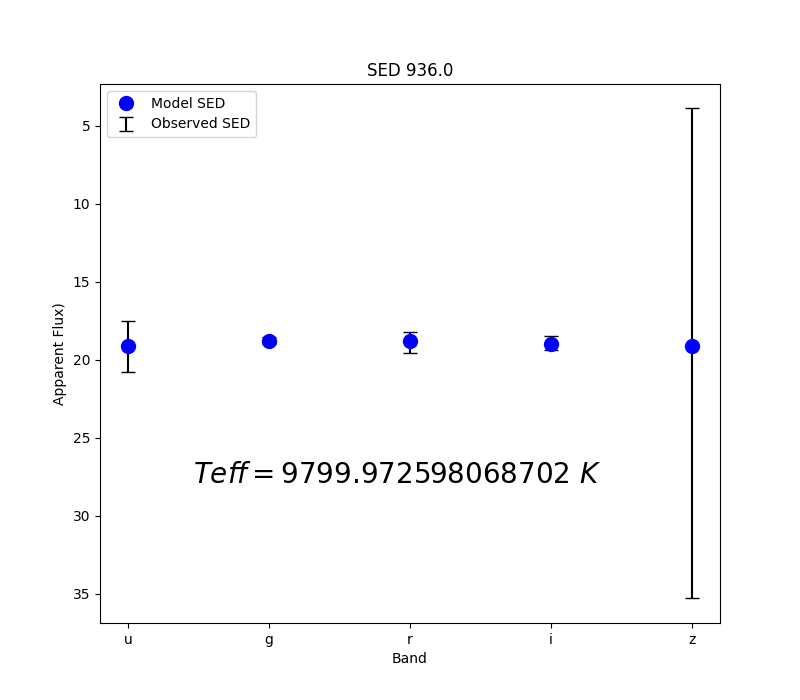 SED 936.0
Model SED
Observed SED
5
10
15
20
25
30
35
Apparent Flux)
Teff = 9799.972598068702 K
u g r i z
Band